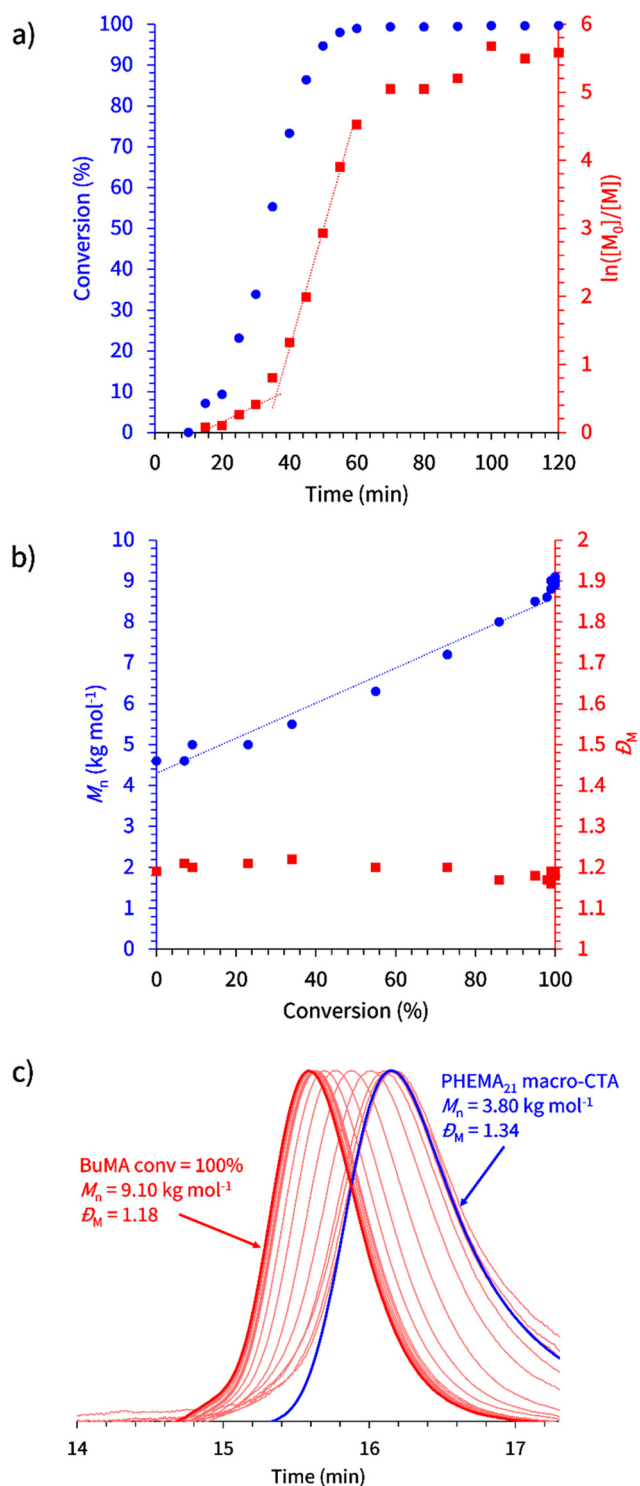 a)
100
90
80
70
60
50
40
30
20
10
0
Conversion (%)
6
5
4
3
2
1
0
ln([M₀]/[M])
0 20 40 60 80 100 120
Time (min)
b)
10
9
8
7
6
5
4
3
2
1
0
Mₙ (kg mol⁻¹)
2
1.9
1.8
1.7
1.6
1.5
1.4
1.3
1.2
1.1
1
Đ_M
0 20 40 60 80 100
Conversion (%)
c)
PHEMA₂₁ macro-CTA
Mₙ = 3.80 kg mol⁻¹
Đ_M = 1.34
BuMA conv = 100%
Mₙ = 9.10 kg mol⁻¹
Đ_M = 1.18
14 15 16 17
Time (min)